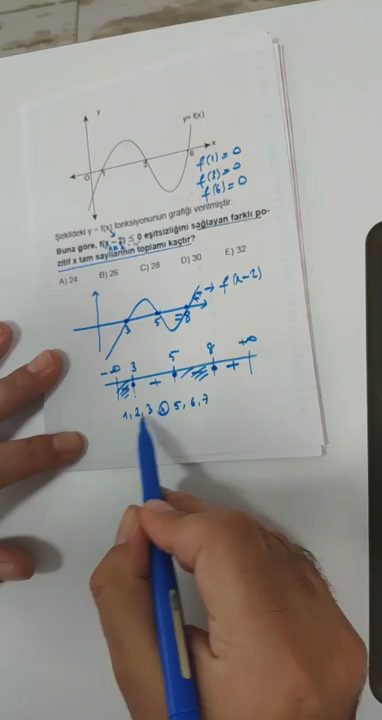 y
y = f(x)
x
0
1
3
6
f(1) = 0
f(3) = 0
f(6) = 0
Şekildeki y = f(x) fonksiyonunun grafiği verilmiştir.
Buna göre, f(x − 2) ≤ 0 eşitsizliğini sağlayan farklı po-
zitif x tam sayılarının toplamı kaçtır?
A) 24 B) 26 C) 28 D) 30 E) 32
→ f(x-2)
3 5 8
-∞ 3 5 8 +∞
+ +
1, 2, 3 5, 6, 7